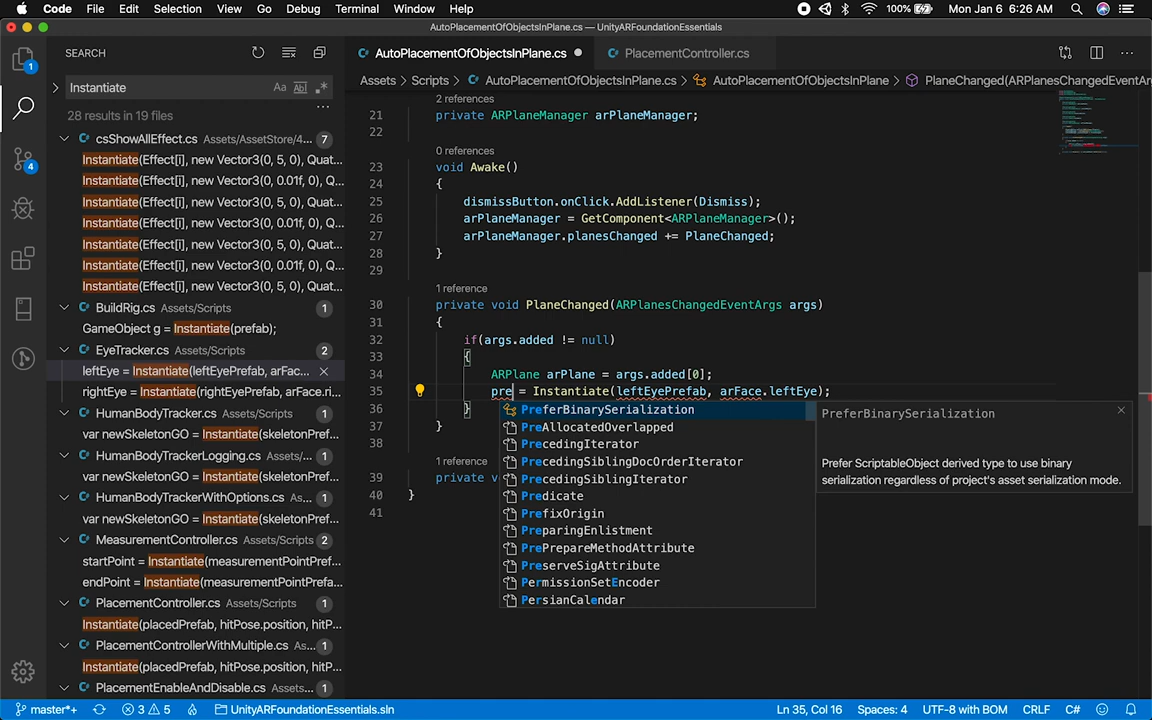 Code File Edit Selection View Go Debug Terminal Window Help 100% Mon Jan 6 6:26 AM
AutoPlacementOfObjectsInPlane.cs — UnityARFoundationEssentials
SEARCH
AutoPlacementOfObjectsInPlane.cs
PlacementController.cs
Assets > Scripts > AutoPlacementOfObjectsInPlane.cs > AutoPlacementOfObjectsInPlane > PlaneChanged(ARPlanesChangedEventAr
1
4
Instantiate Aa Abl .*
28 results in 19 files
csShowAllEffect.cs Assets/AssetStore/4... 7
Instantiate(Effect[i], new Vector3(0, 5, 0), Quat...
Instantiate(Effect[i], new Vector3(0, 0.01f, 0), Q...
Instantiate(Effect[i], new Vector3(0, 5, 0), Quat...
Instantiate(Effect[i], new Vector3(0, 0.01f, 0), Quat...
Instantiate(Effect[i], new Vector3(0, 5, 0), Quat...
Instantiate(Effect[i], new Vector3(0, 0.01f, 0), Quat...
Instantiate(Effect[i], new Vector3(0, 5, 0), Quat...
BuildRig.cs Assets/Scripts 1
GameObject g = Instantiate(prefab);
EyeTracker.cs Assets/Scripts 2
leftEye = Instantiate(leftEyePrefab, arFac...
rightEye = Instantiate(rightEyePrefab, arFace.ri...
HumanBodyTracker.cs Assets/Scripts 1
var newSkeletonGO = Instantiate(skeletonPref...
HumanBodyTrackerLogging.cs Assets/... 1
var newSkeletonGO = Instantiate(skeletonPref...
HumanBodyTrackerWithOptions.cs As... 1
var newSkeletonGO = Instantiate(skeletonPref...
MeasurementController.cs Assets/Scripts 2
startPoint = Instantiate(measurementPointPref...
endPoint = Instantiate(measurementPointPrefa...
PlacementController.cs Assets/Scripts 1
Instantiate(placedPrefab, hitPose.position, hitP...
PlacementControllerWithMultiple.cs As... 1
Instantiate(placedPrefab, hitPose.position, hitP...
PlacementEnableAndDisable.cs Assets... 1
2 references
21 private ARPlaneManager arPlaneManager;
22
0 references
23 void Awake()
24 {
25 dismissButton.onClick.AddListener(Dismiss);
26 arPlaneManager = GetComponent<ARPlaneManager>();
27 arPlaneManager.planesChanged += PlaneChanged;
28 }
29
1 reference
30 private void PlaneChanged(ARPlanesChangedEventArgs args)
31 {
32 if(args.added != null)
33 {
34 ARPlane arPlane = args.added[0];
35 pre = Instantiate(leftEyePrefab, arFace.leftEye);
36 }
37 }
38
1 reference
39 private v
40 }
41
PreferBinarySerialization
PreAllocatedOverlapped
PrecedingIterator
PrecedingSiblingDocOrderIterator
PrecedingSiblingIterator
Predicate
PrefixOrigin
PreparingEnlistment
PrePrepareMethodAttribute
PreserveSigAttribute
PermissionSetEncoder
PersianCalendar
PreferBinarySerialization
Prefer ScriptableObject derived type to use binary
serialization regardless of project's asset serialization mode.
master*+ 3 5 UnityARFoundationEssentials.sln Ln 35, Col 16 Spaces: 4 UTF-8 with BOM CRLF C#